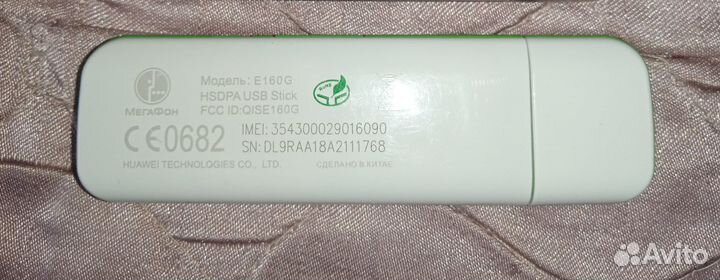 МЕГАФОН
Модель: E160G
HSDPA USB Stick
FCC ID:QISE160G
RoHS
CE0682
IMEI: 354300029016090
SN: DL9RAA18A2111768
HUAWEI TECHNOLOGIES CO., LTD.
СДЕЛАНО В КИТАЕ
Avito